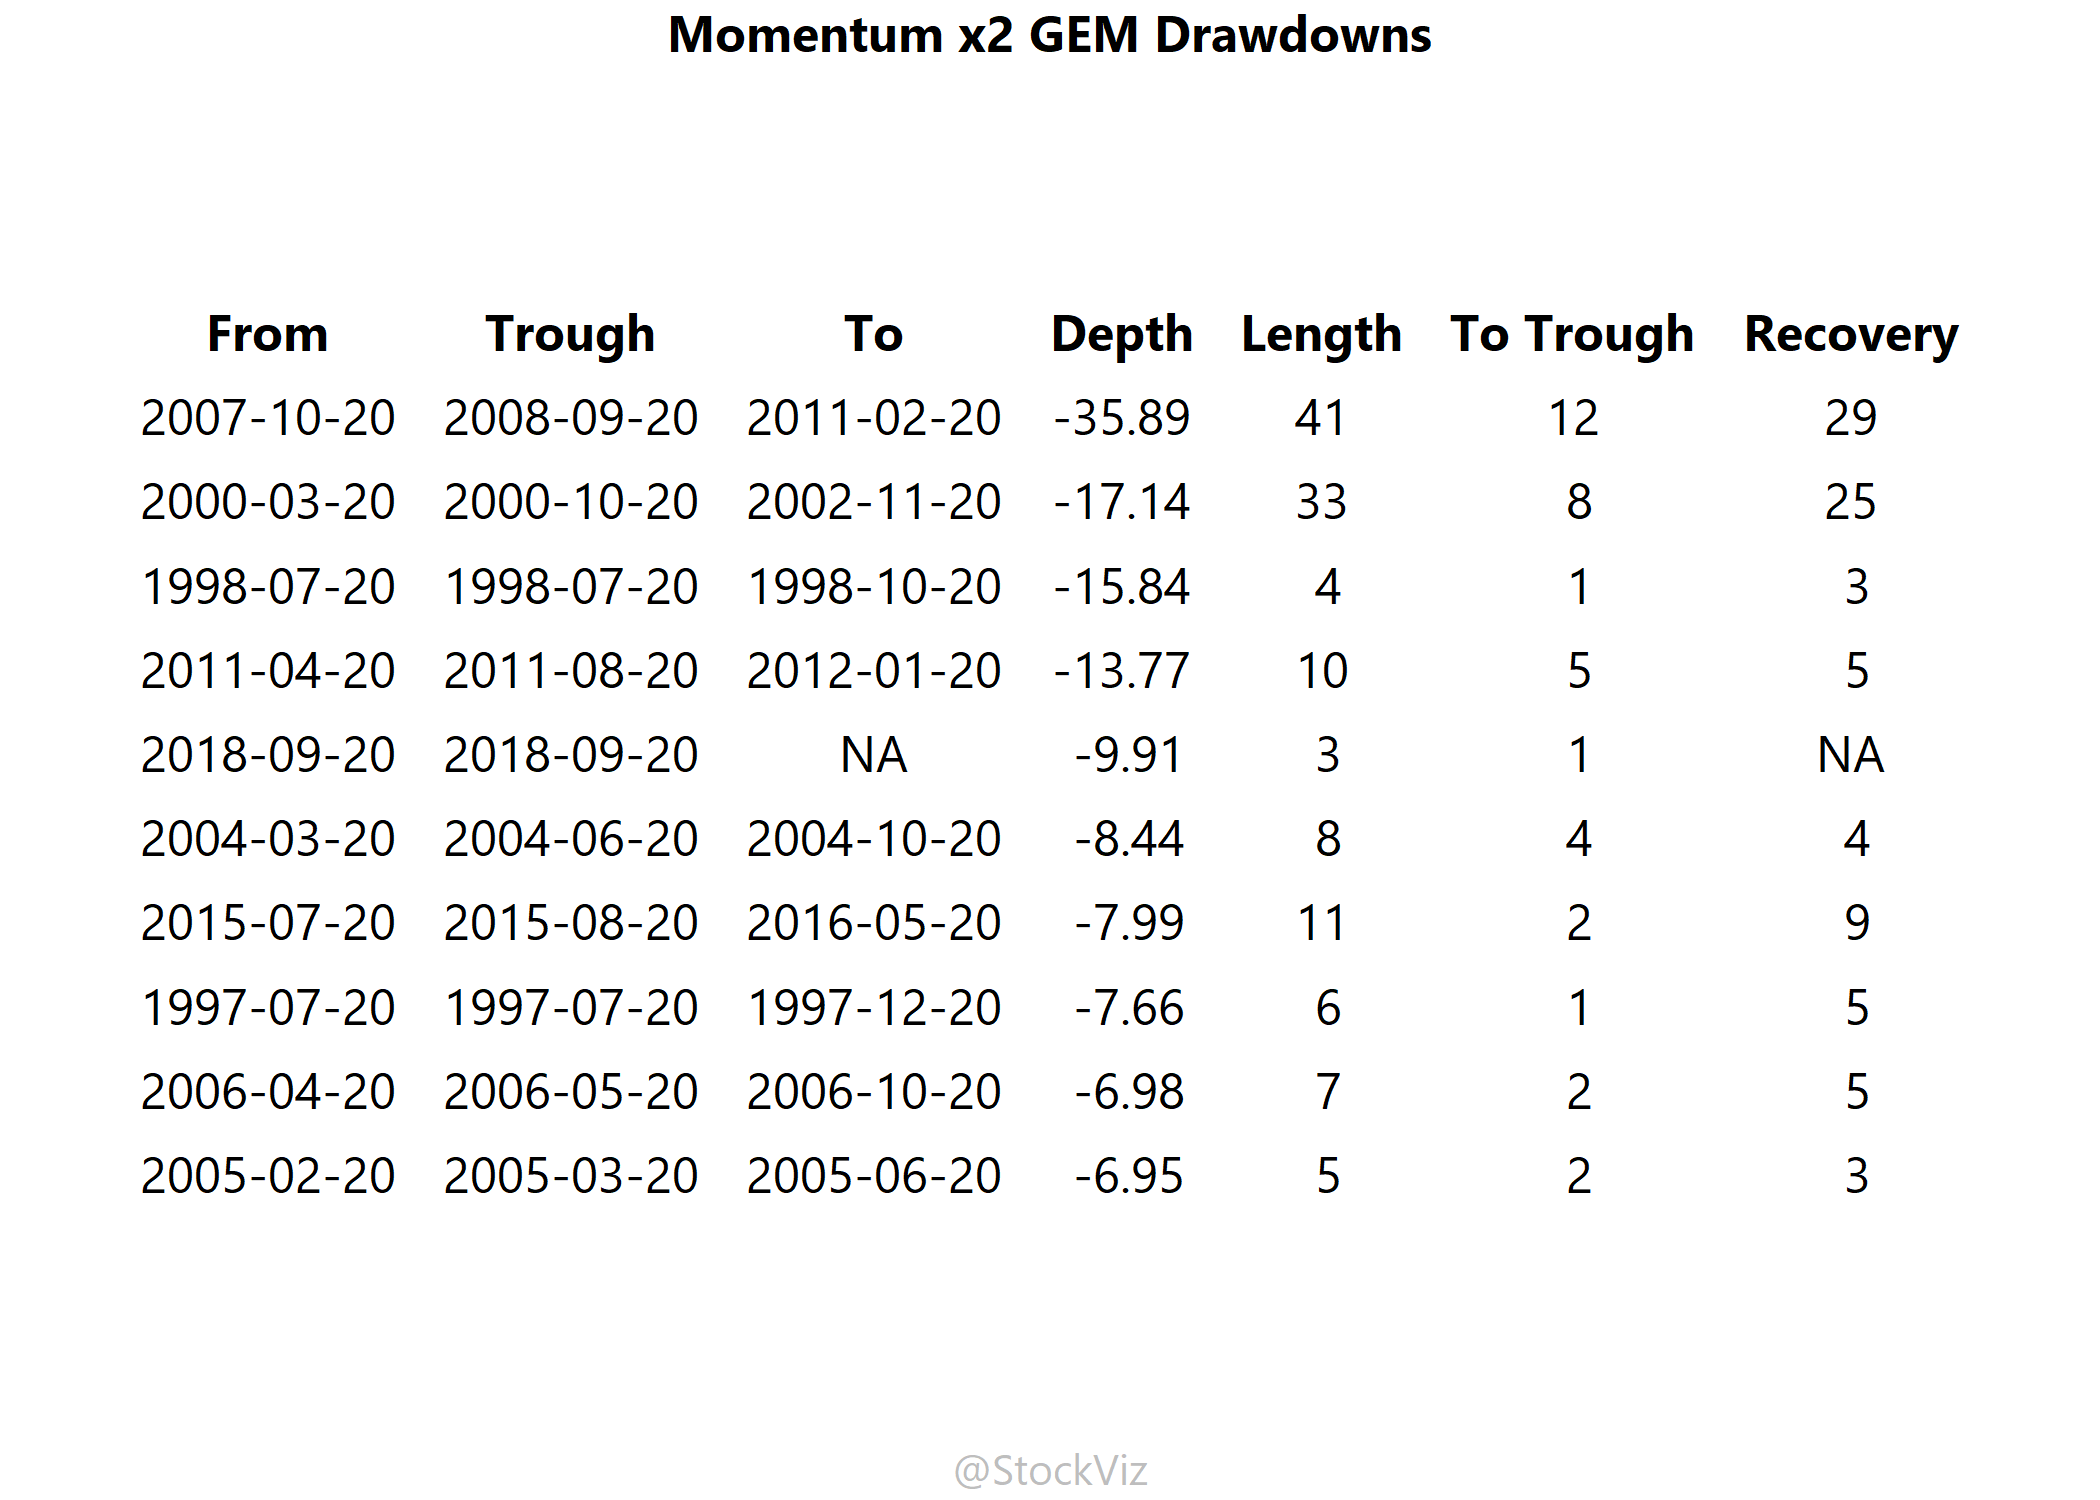 Momentum x2 GEM Drawdowns
From Trough To Depth Length To Trough Recovery
2007-10-20 2008-09-20 2011-02-20 -35.89 41 12 29
2000-03-20 2000-10-20 2002-11-20 -17.14 33 8 25
1998-07-20 1998-07-20 1998-10-20 -15.84 4 1 3
2011-04-20 2011-08-20 2012-01-20 -13.77 10 5 5
2018-09-20 2018-09-20 NA -9.91 3 1 NA
2004-03-20 2004-06-20 2004-10-20 -8.44 8 4 4
2015-07-20 2015-08-20 2016-05-20 -7.99 11 2 9
1997-07-20 1997-07-20 1997-12-20 -7.66 6 1 5
2006-04-20 2006-05-20 2006-10-20 -6.98 7 2 5
2005-02-20 2005-03-20 2005-06-20 -6.95 5 2 3
@StockViz